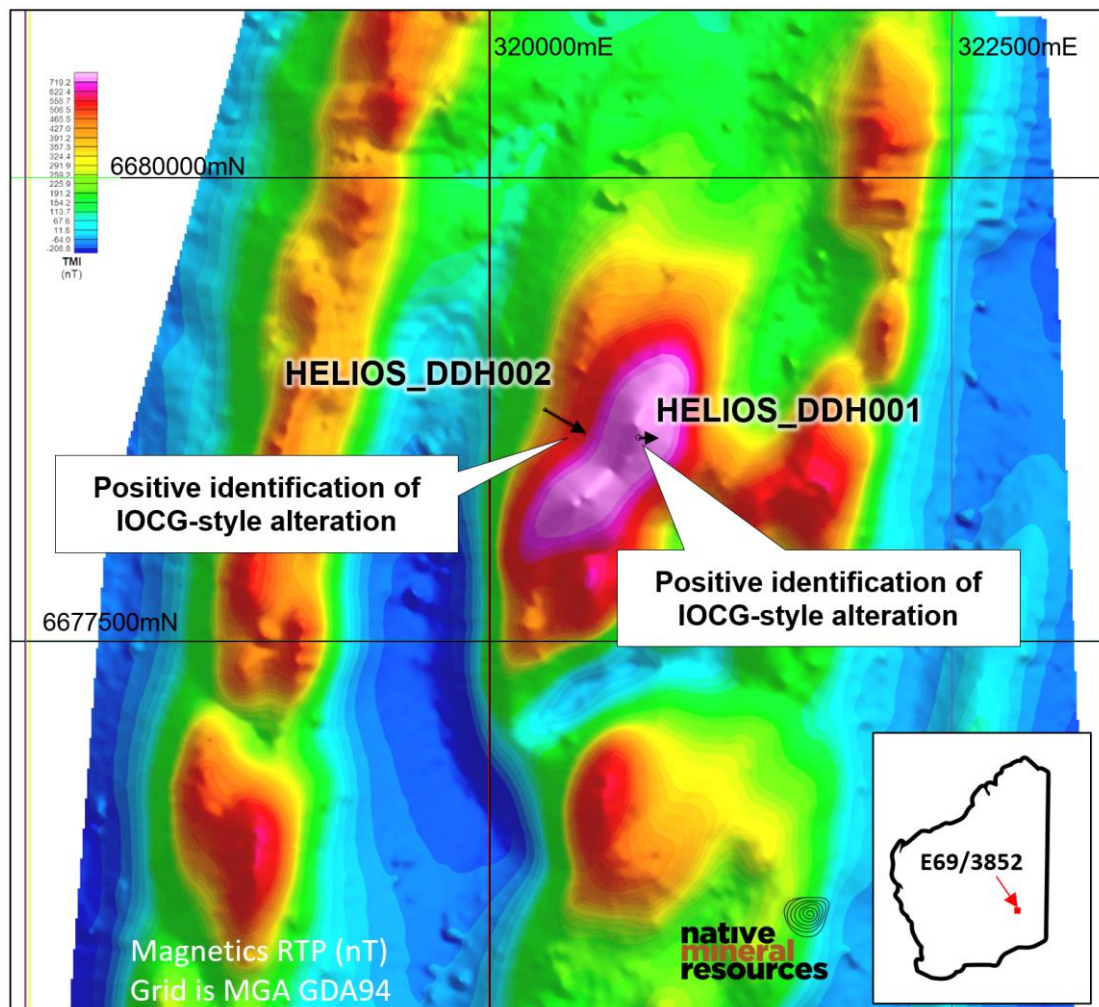 320000mE
322500mE
719.2
622.4
556.7
505.5
465.5
427.0
391.2
357.3
324.4
291.9
259.2
225.9
191.2
154.2
113.7
67.6
11.5
-64.0
-206.8
TMI
(nT)
6680000mN
HELIOS_DDH002
HELIOS_DDH001
Positive identification of
IOCG-style alteration
Positive identification of
IOCG-style alteration
6677500mN
E69/3852
native
mineral
resources
Magnetics RTP (nT)
Grid is MGA GDA94